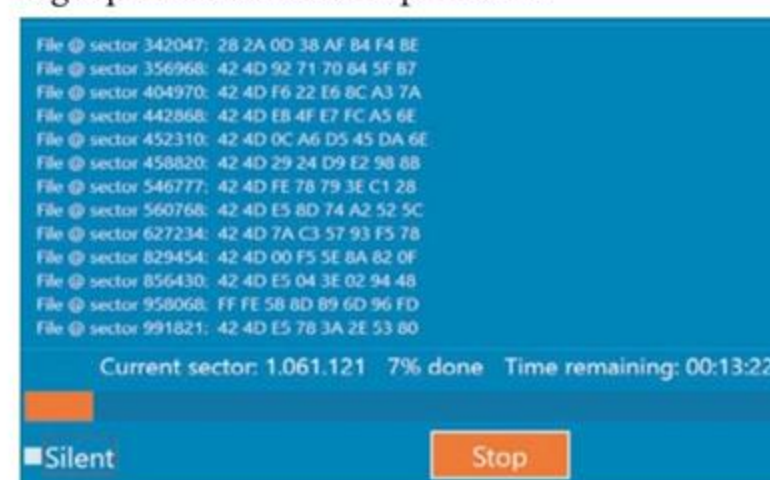 File @ sector 342047: 28 2A 0D 38 AF B4 F4 8E
File @ sector 356968: 42 4D 92 71 70 84 5F 87
File @ sector 404970: 42 4D F6 22 E6 8C A3 7A
File @ sector 442868: 42 4D EB 4F E7 FC A5 6E
File @ sector 452310: 42 4D 0C A6 D5 45 DA 6E
File @ sector 458820: 42 4D 29 24 D9 E2 98 8B
File @ sector 546777: 42 4D FE 78 79 3E C1 28
File @ sector 560768: 42 4D E5 8D 74 A2 52 5C
File @ sector 627234: 42 4D 7A C3 57 93 F5 78
File @ sector 829454: 42 4D 00 F5 5E 8A 82 0F
File @ sector 856430: 42 4D E5 04 3E 02 94 48
File @ sector 958068: FF FE 58 8D 89 6D 96 FD
File @ sector 991821: 42 4D E5 78 3A 2E 53 80
Current sector: 1.061.121 7% done Time remaining: 00:13:22
Silent
Stop